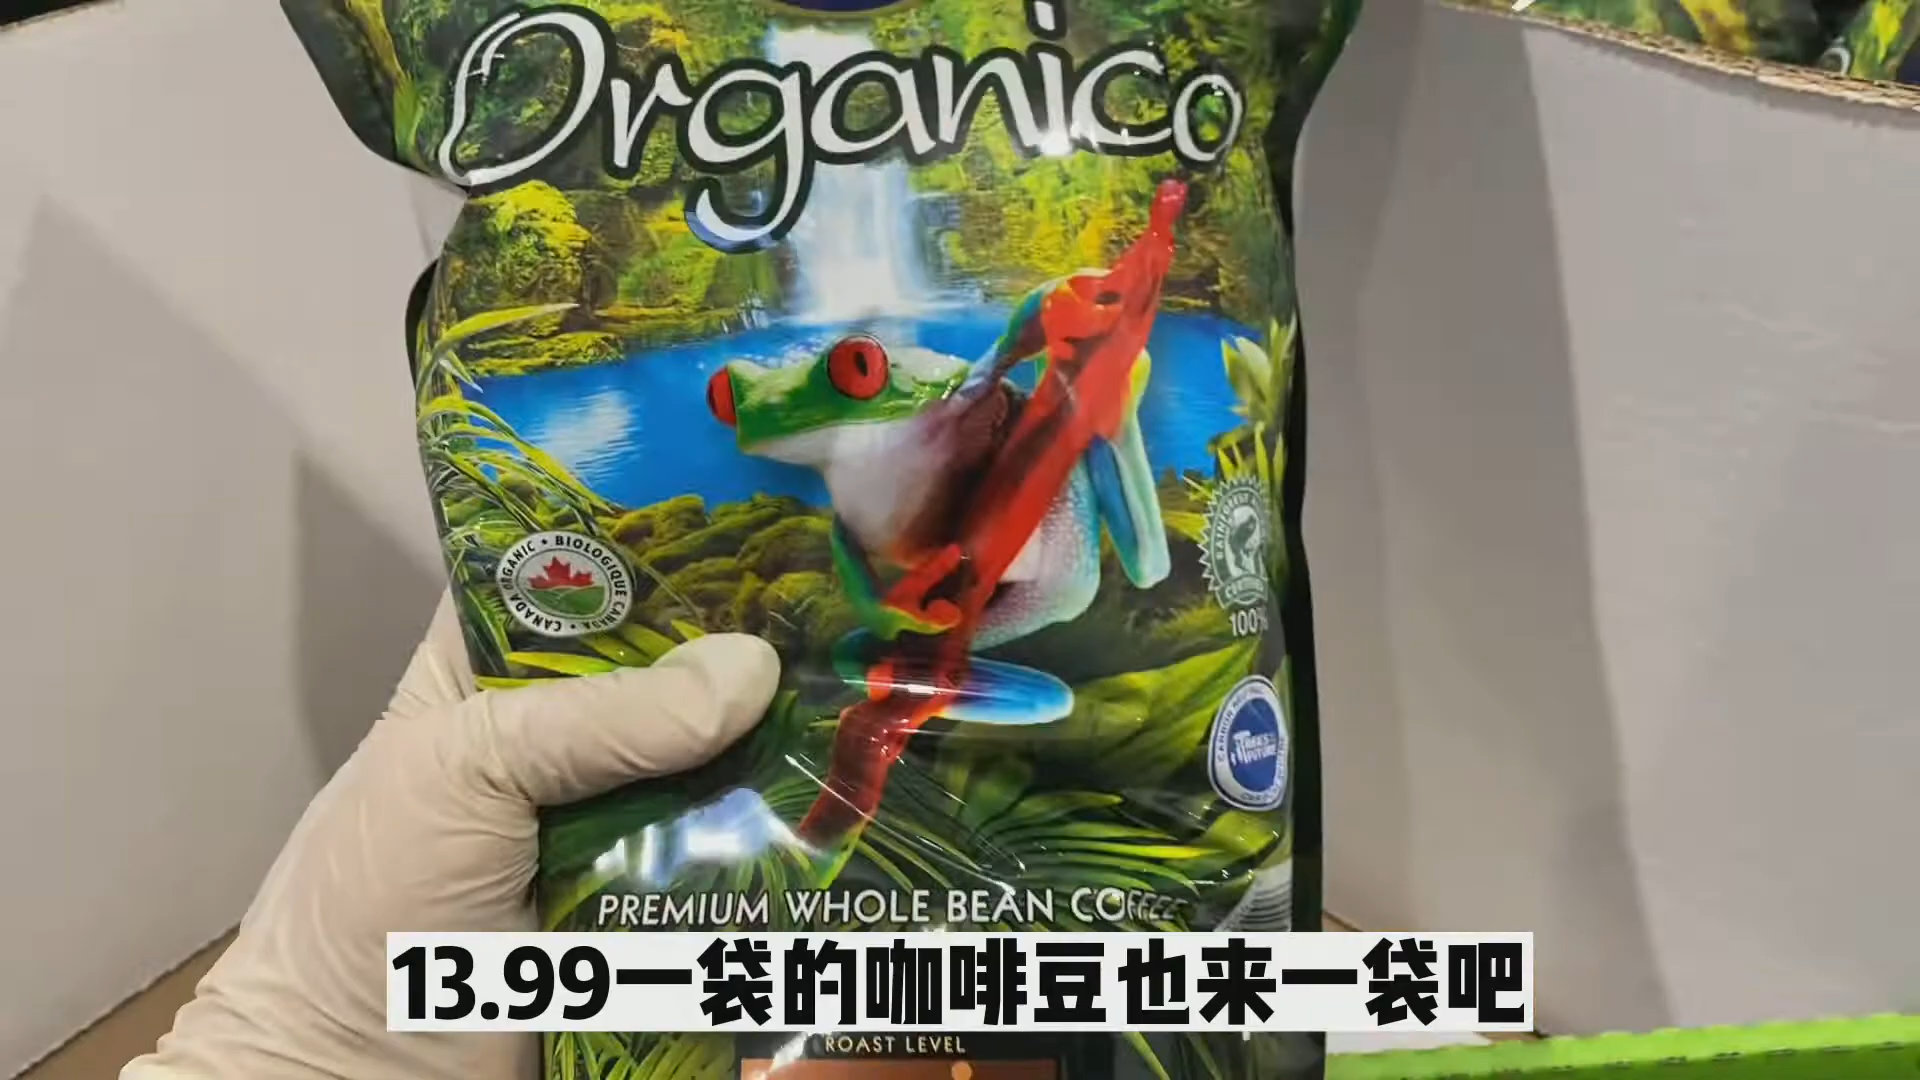 Organico
CANADA ORGANIC • BIOLOGIQUE CANADA •
100%
PREMIUM WHOLE BEAN COFFEE
13.99一袋的咖啡豆也来一袋吧
ROAST LEVEL